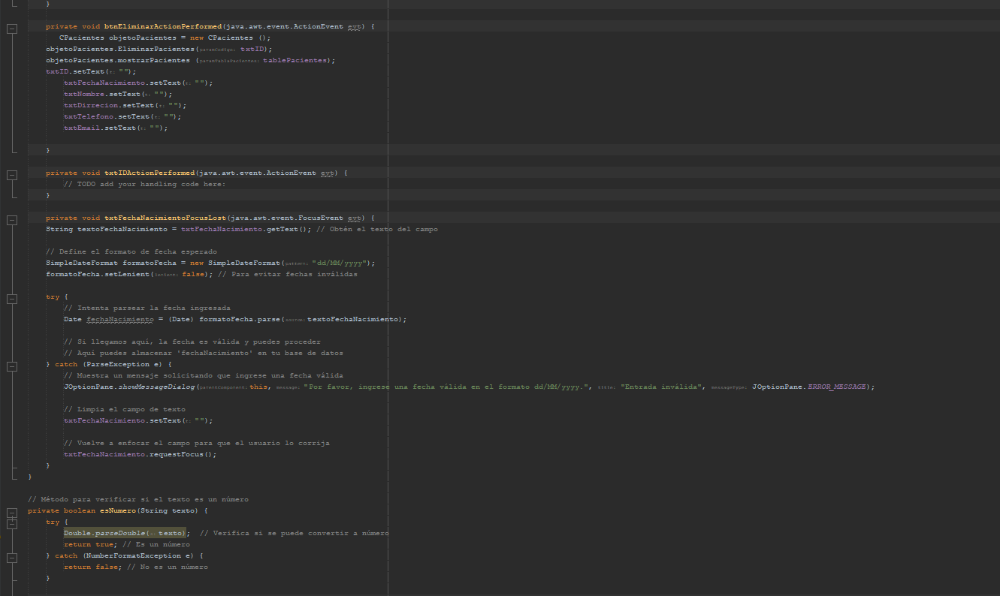 }
private void btnEliminarActionPerformed(java.awt.event.ActionEvent evt) {
CPacientes objetoPacientes = new CPacientes ();
objetoPacientes.EliminarPacientes(paramCodigo: txtID);
objetoPacientes.mostrarPacientes (paramTablaPacientes: tablePacientes);
txtID.setText(t: "");
txtFechaNacimiento.setText(t: "");
txtNombre.setText(t: "");
txtDirrecion.setText(t: "");
txtTelefono.setText(t: "");
txtEmail.setText(t: "");
}
private void txtIDActionPerformed(java.awt.event.ActionEvent evt) {
// TODO add your handling code here:
}
private void txtFechaNacimientoFocusLost(java.awt.event.FocusEvent evt) {
String textoFechaNacimiento = txtFechaNacimiento.getText(); // Obtén el texto del campo
// Define el formato de fecha esperado
SimpleDateFormat formatoFecha = new SimpleDateFormat(pattern: "dd/MM/yyyy");
formatoFecha.setLenient(lenient: false); // Para evitar fechas inválidas
try {
// Intenta parsear la fecha ingresada
Date fechaNacimiento = (Date) formatoFecha.parse(source: textoFechaNacimiento);
// Si llegamos aquí, la fecha es válida y puedes proceder
// Aquí puedes almacenar 'fechaNacimiento' en tu base de datos
} catch (ParseException e) {
// Muestra un mensaje solicitando que ingrese una fecha válida
JOptionPane.showMessageDialog(parentComponent: this, message: "Por favor, ingrese una fecha válida en el formato dd/MM/yyyy.", title: "Entrada inválida", messageType: JOptionPane.ERROR_MESSAGE);
// Limpia el campo de texto
txtFechaNacimiento.setText(t: "");
// Vuelve a enfocar el campo para que el usuario lo corrija
txtFechaNacimiento.requestFocus();
}
}
// Método para verificar si el texto es un número
private boolean esNumero(String texto) {
try {
Double.parseDouble(s: texto);  // Verifica si se puede convertir a número
return true; // Es un número
} catch (NumberFormatException e) {
return false; // No es un número
}